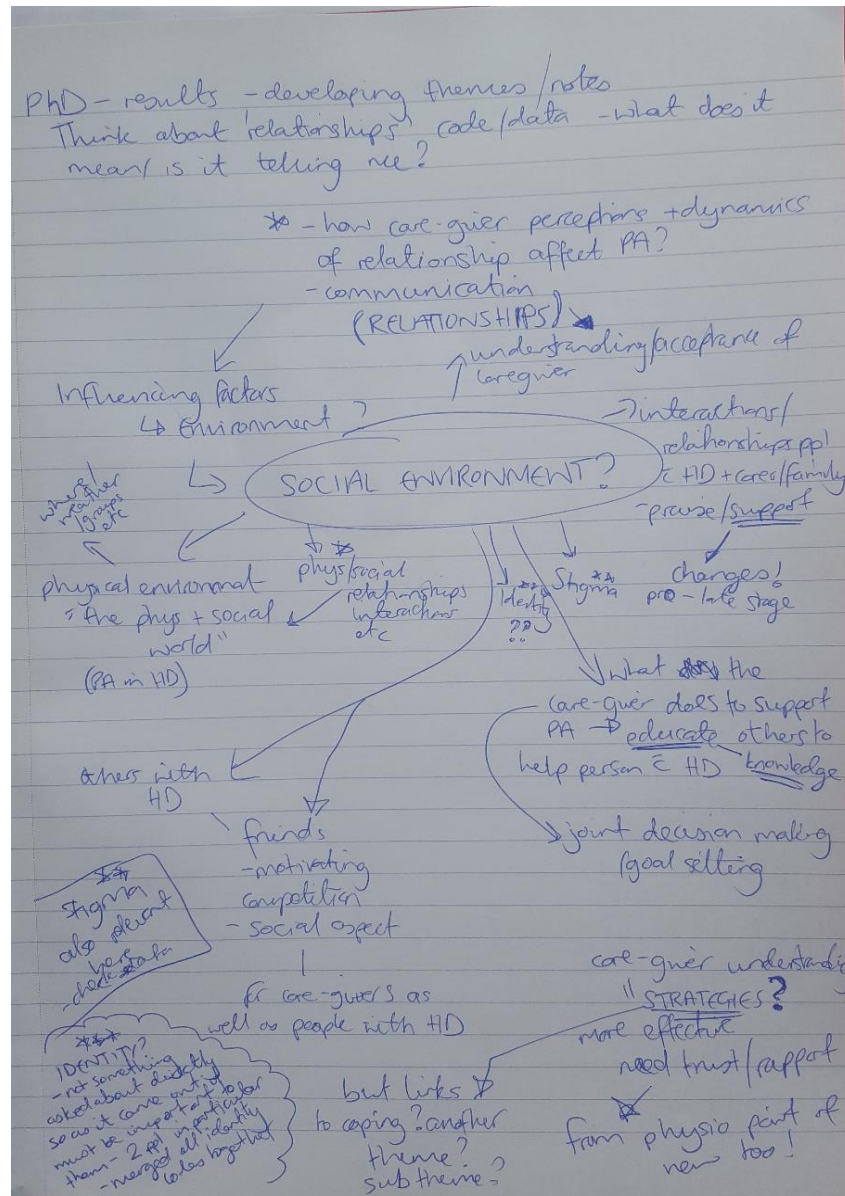 PhD - results - developing themes/notes
Think about 'relationships' code/data - what does it
mean/ is it telling me?
* - how care-giver perceptions + dynamics
of relationship affect PA?
- communication
(RELATIONSHIPS)
understanding/acceptance of
caregiver
Influencing factors
↳ Environment?
→ interactions/
relationships ppl
c̄ HD + cares/family
- praise/support
SOCIAL ENVIRONMENT?
where/
weather
/groups
etc
physical environment
"the phys + social
world"
(PA in HD)
* phys/social
relationships
interactions
etc
***
Identity
??
**
Stigma
changes!
pro - late stage
what the
care-giver does to support
PA → educate others to
help person c̄ HD knowledge
others with
HD
friends
- motivating
competition
- social aspect
joint decision making
/goal setting
**
Stigma
also relevant
here
- check data
for care-givers as
well as people with HD
care-giver understanding
" STRATEGIES?
more effective
need trust/rapport
from physio point of
view too!
***
IDENTITY?
- not something
asked about directly
so as it came out it
must be important to
them - 2 ppl in particular
- merged all identity
codes together
but links
to coping? another
theme?
subtheme?